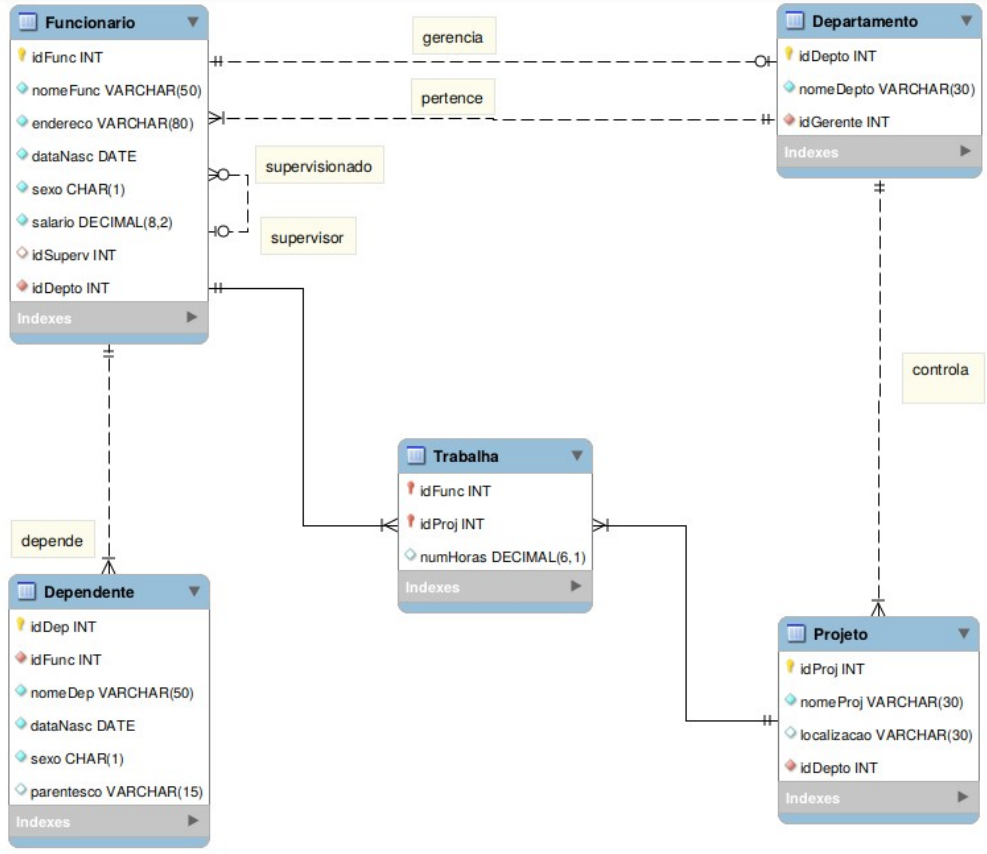 Funcionario
idFunc INT
nomeFunc VARCHAR(50)
endereco VARCHAR(80)
dataNasc DATE
sexo CHAR(1)
salario DECIMAL(8,2)
idSuperv INT
idDepto INT
Indexes
gerencia
pertence
supervisionado
supervisor
Departamento
idDepto INT
nomeDepto VARCHAR(30)
idGerente INT
Indexes
controla
depende
Trabalha
idFunc INT
idProj INT
numHoras DECIMAL(6,1)
Indexes
Dependente
idDep INT
idFunc INT
nomeDep VARCHAR(50)
dataNasc DATE
sexo CHAR(1)
parentesco VARCHAR(15)
Indexes
Projeto
idProj INT
nomeProj VARCHAR(30)
localizacao VARCHAR(30)
idDepto INT
Indexes